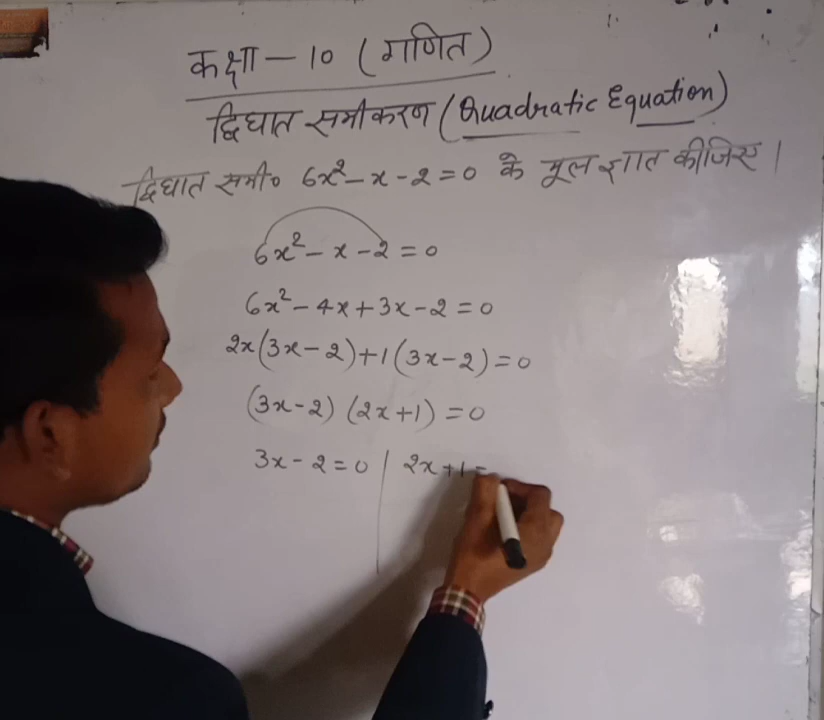 कक्षा — 10 (गणित)
द्विघात समीकरण (Quadratic Equation)
द्विघात समी० 6x² - x - 2 = 0 के मूल ज्ञात कीजिए।
6x² - x - 2 = 0
6x² - 4x + 3x - 2 = 0
2x(3x - 2) + 1(3x - 2) = 0
(3x - 2) (2x + 1) = 0
3x - 2 = 0 | 2x + 1 =